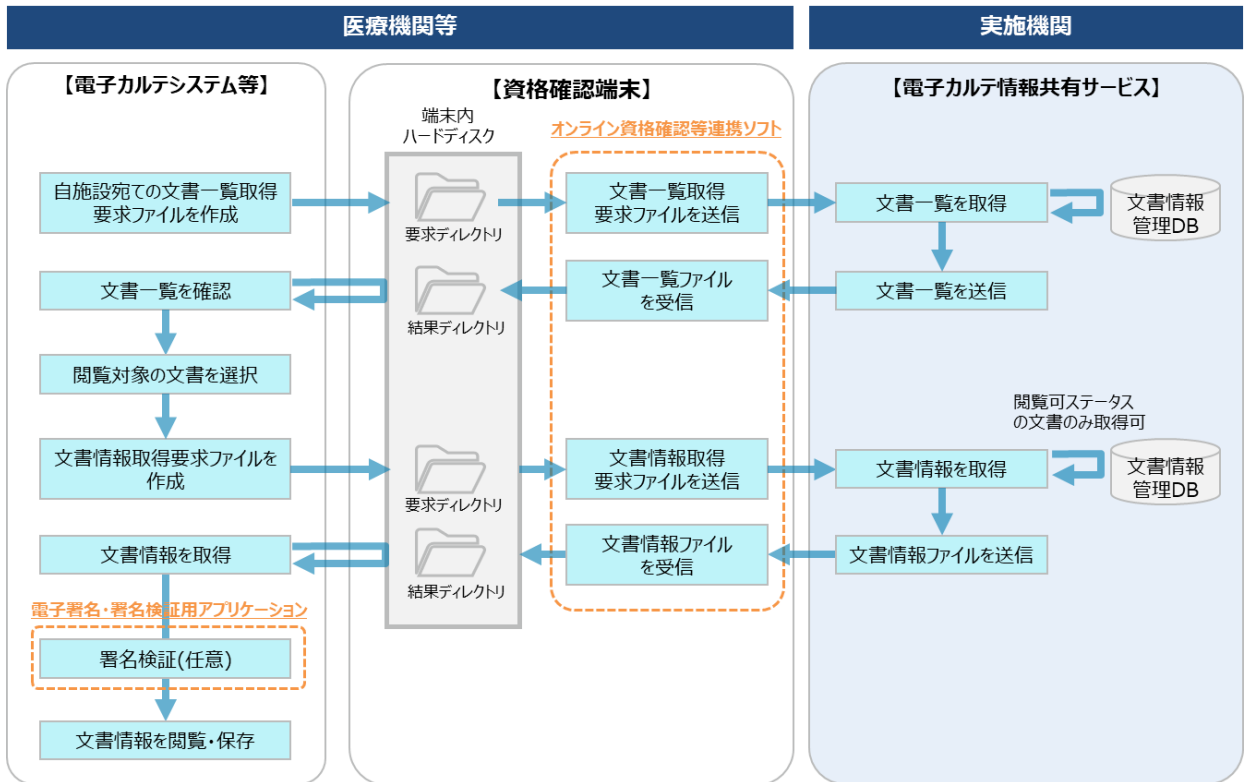 医療機関等
実施機関
【電子カルテシステム等】
【資格確認端末】
【電子カルテ情報共有サービス】
端末内
ハードディスク
オンライン資格確認等連携ソフト
自施設宛ての文書一覧取得
要求ファイルを作成
要求ディレクトリ
文書一覧取得
要求ファイルを送信
文書一覧を取得
文書情報
管理DB
文書一覧を確認
結果ディレクトリ
文書一覧ファイル
を受信
文書一覧を送信
閲覧対象の文書を選択
閲覧可ステータス
の文書のみ取得可
文書情報取得要求ファイルを
作成
要求ディレクトリ
文書情報取得
要求ファイルを送信
文書情報を取得
文書情報
管理DB
文書情報を取得
結果ディレクトリ
文書情報ファイル
を受信
文書情報ファイルを送信
電子署名・署名検証用アプリケーション
署名検証(任意)
文書情報を閲覧・保存